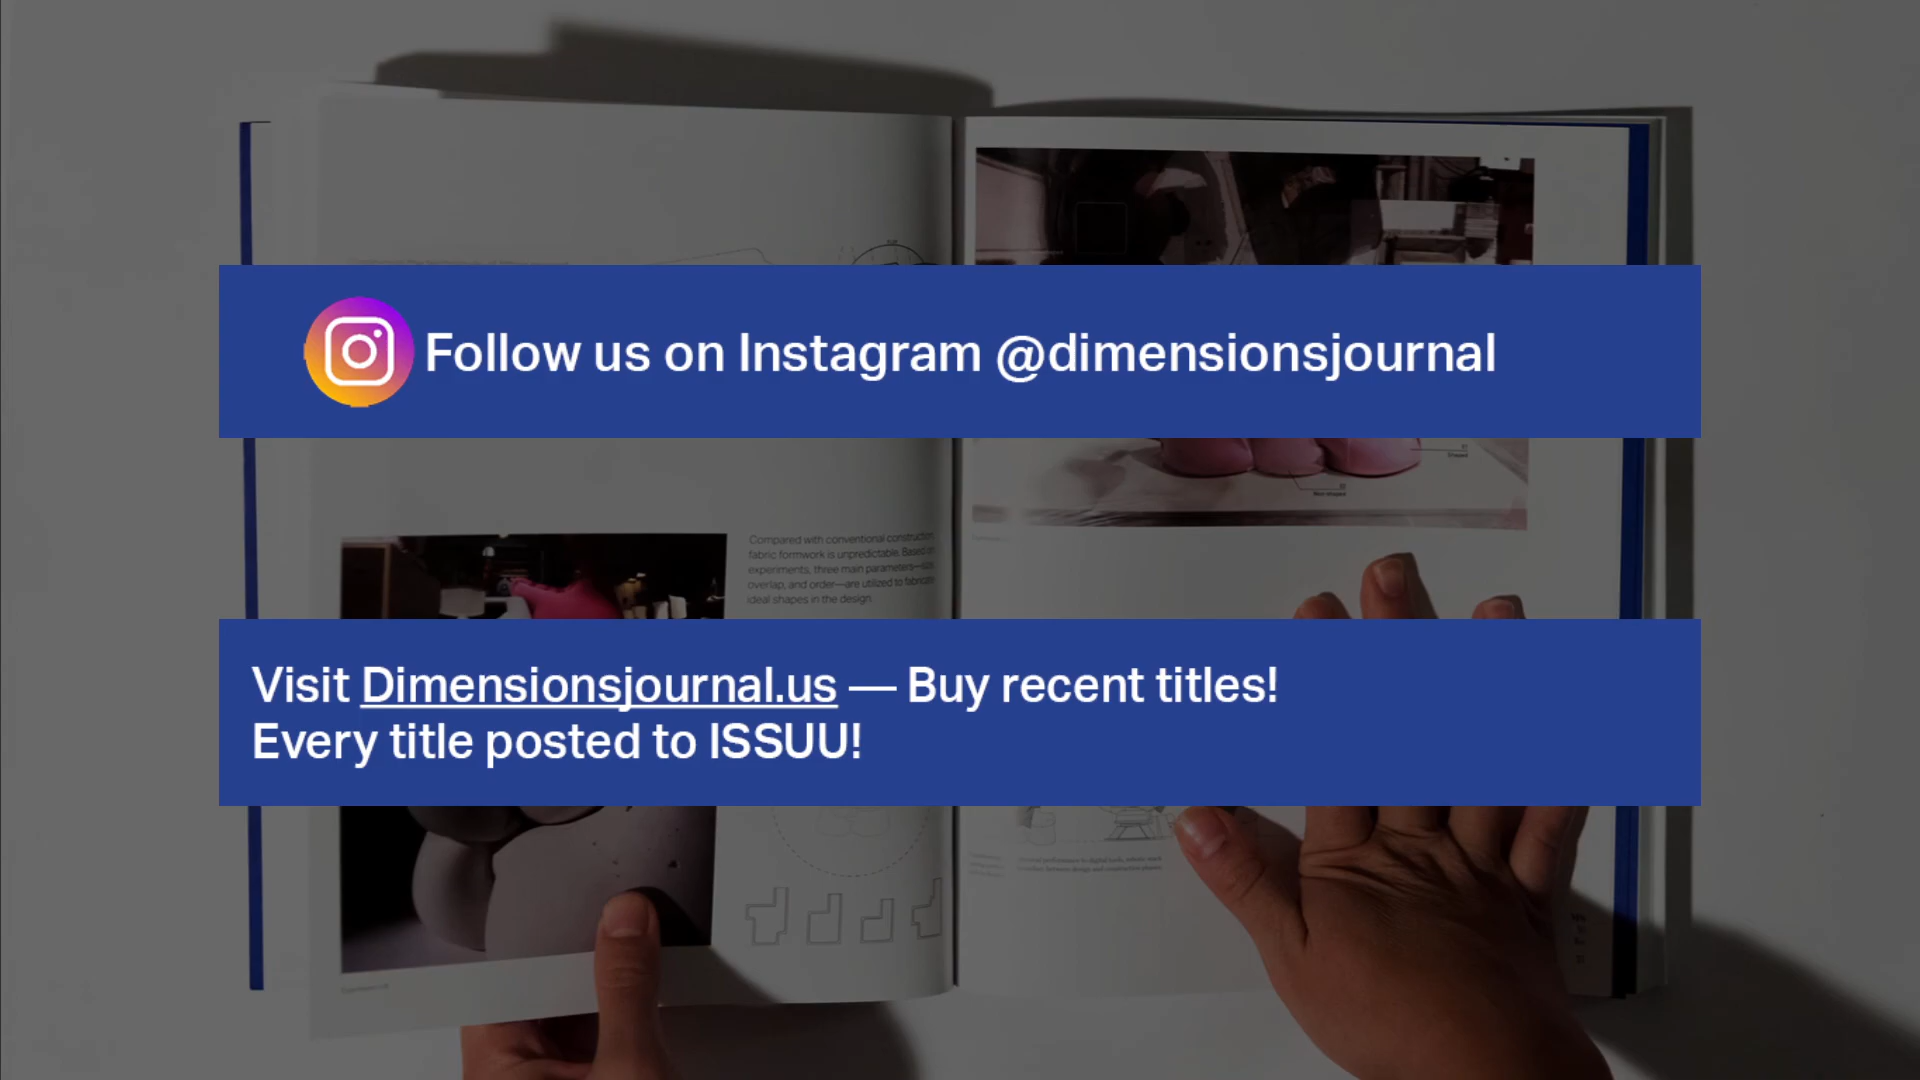 Follow us on Instagram @dimensionsjournal
Compared with conventional construction
fabric formwork is unpredictable. Based on
experiments, three main parameters—size,
overlap, and order—are utilized to fabricate
ideal shapes in the design.
Visit Dimensionsjournal.us — Buy recent titles!
Every title posted to ISSUU!